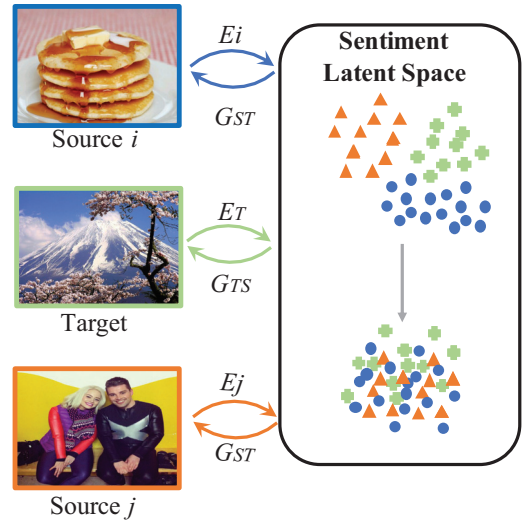 Ei
Sentiment
Latent Space
GST
Source i
ET
GTS
Target
Ej
GST
Source j